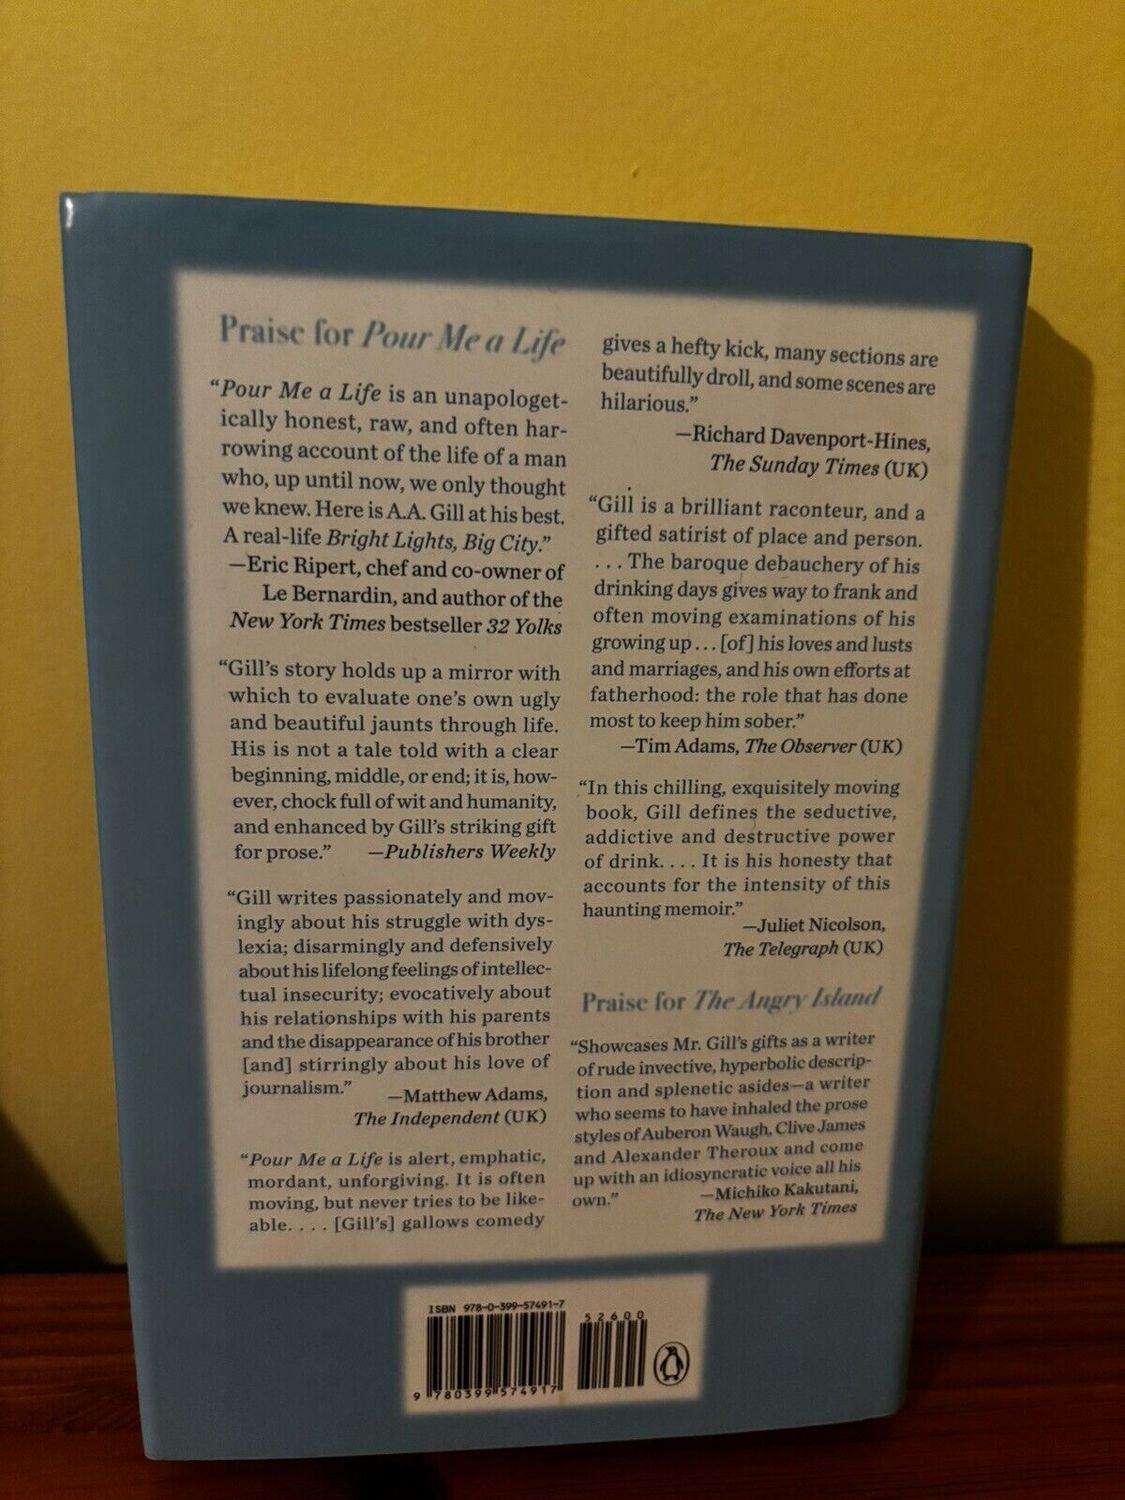 Praise for Pour Me a Life
“Pour Me a Life is an unapologet-
ically honest, raw, and often har-
rowing account of the life of a man
who, up until now, we only thought
we knew. Here is A.A. Gill at his best.
A real-life Bright Lights, Big City.”
—Eric Ripert, chef and co-owner of
Le Bernardin, and author of the
New York Times bestseller 32 Yolks
“Gill’s story holds up a mirror with
which to evaluate one’s own ugly
and beautiful jaunts through life.
His is not a tale told with a clear
beginning, middle, or end; it is, how-
ever, chock full of wit and humanity,
and enhanced by Gill’s striking gift
for prose.” —Publishers Weekly
“Gill writes passionately and mov-
ingly about his struggle with dys-
lexia; disarmingly and defensively
about his lifelong feelings of intellec-
tual insecurity; evocatively about
his relationships with his parents
and the disappearance of his brother
[and] stirringly about his love of
journalism.” —Matthew Adams,
The Independent (UK)
“Pour Me a Life is alert, emphatic,
mordant, unforgiving. It is often
moving, but never tries to be like-
able. . . . [Gill’s] gallows comedy
gives a hefty kick, many sections are
beautifully droll, and some scenes are
hilarious.”
—Richard Davenport-Hines,
The Sunday Times (UK)
“Gill is a brilliant raconteur, and a
gifted satirist of place and person.
. . . The baroque debauchery of his
drinking days gives way to frank and
often moving examinations of his
growing up . . . [of] his loves and lusts
and marriages, and his own efforts at
fatherhood: the role that has done
most to keep him sober.”
—Tim Adams, The Observer (UK)
“In this chilling, exquisitely moving
book, Gill defines the seductive,
addictive and destructive power
of drink. . . . It is his honesty that
accounts for the intensity of this
haunting memoir.”
—Juliet Nicolson,
The Telegraph (UK)
Praise for The Angry Island
“Showcases Mr. Gill’s gifts as a writer
of rude invective, hyperbolic descrip-
tion and splenetic asides—a writer
who seems to have inhaled the prose
styles of Auberon Waugh, Clive James
and Alexander Theroux and come
up with an idiosyncratic voice all his
own.” —Michiko Kakutani,
The New York Times
ISBN 978-0-399-57491-7
52600
9 780399 574917